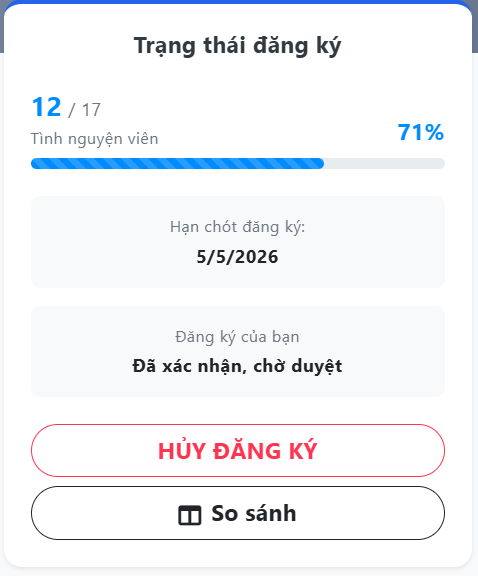 Trạng thái đăng ký
12 / 17
Tình nguyện viên
71%
Hạn chót đăng ký:
5/5/2026
Đăng ký của bạn
Đã xác nhận, chờ duyệt
HỦY ĐĂNG KÝ
So sánh